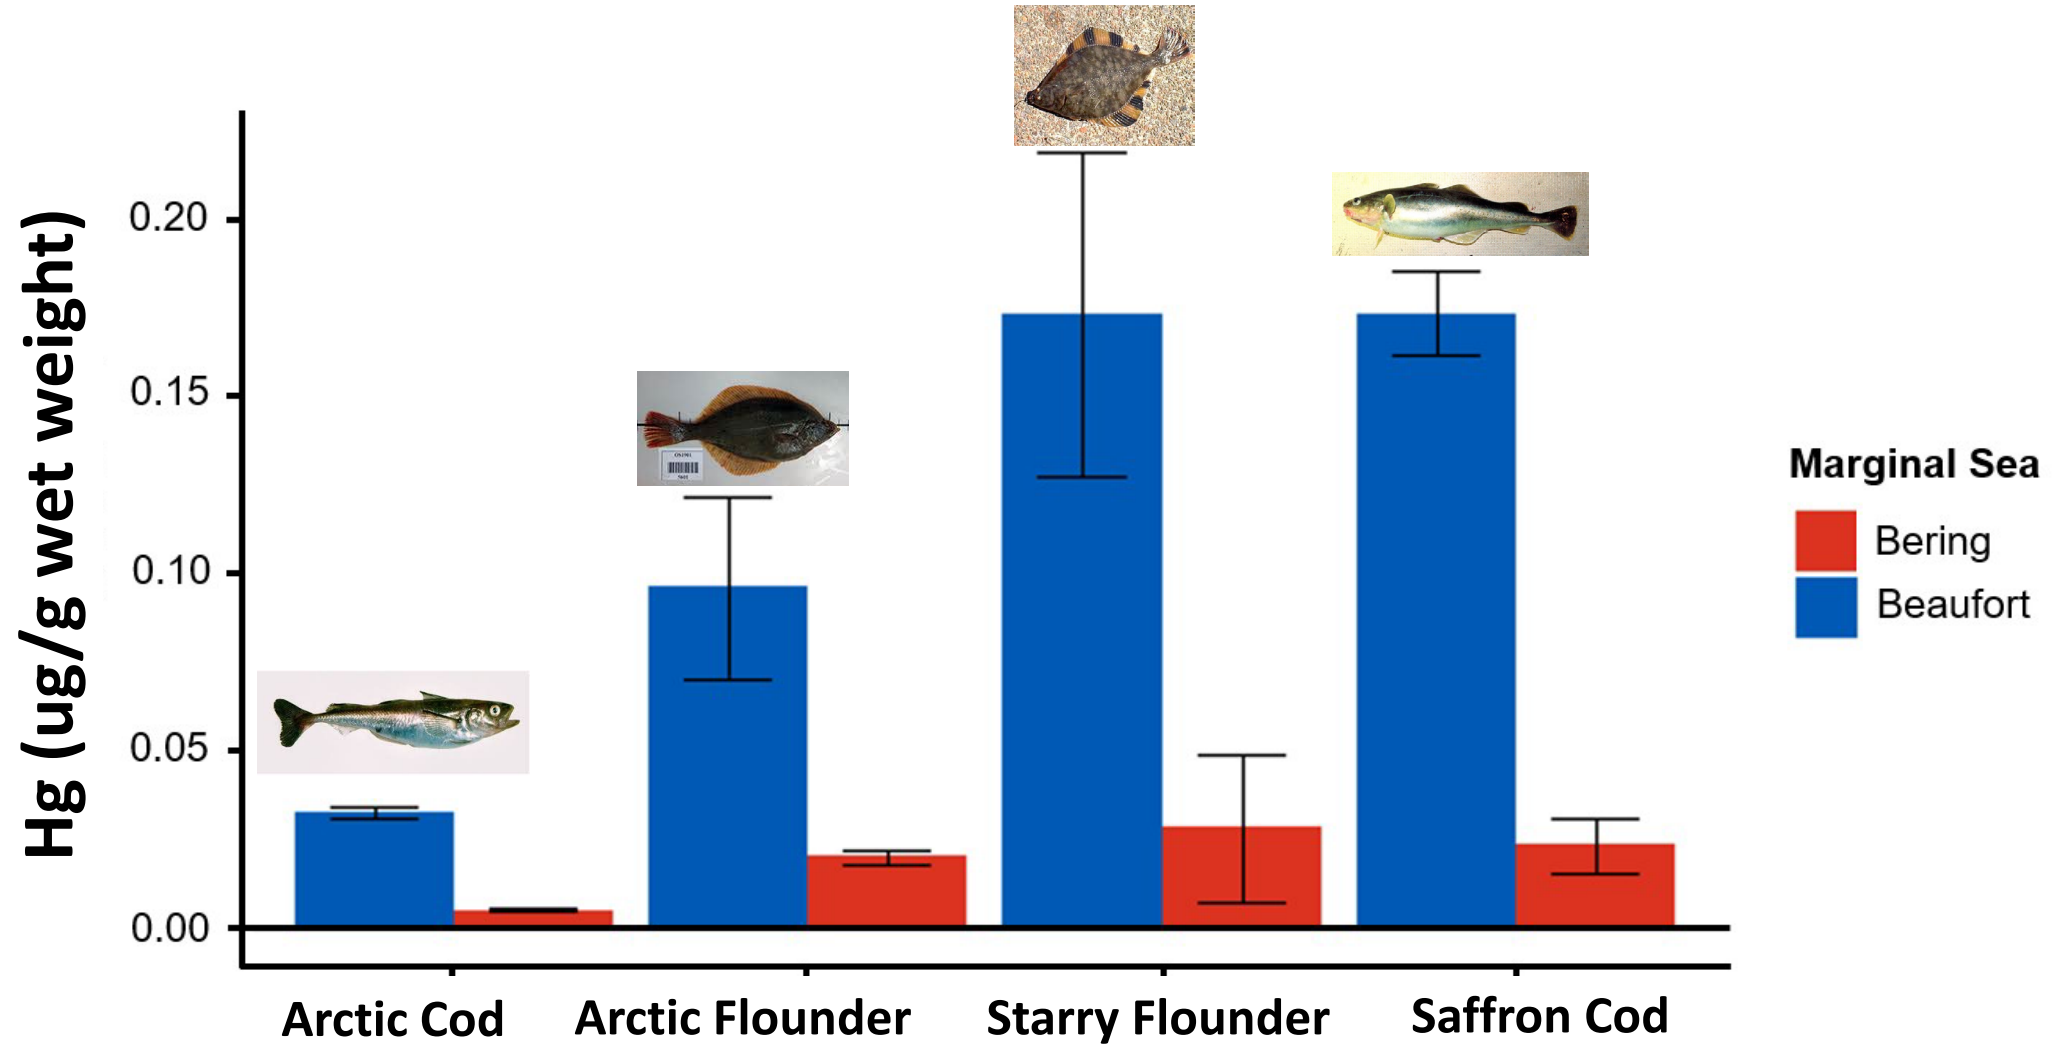 Hg (ug/g wet weight)
0.20
0.15
0.10
0.05
0.00
Arctic Cod
Arctic Flounder
Starry Flounder
Saffron Cod
Marginal Sea
Bering
Beaufort